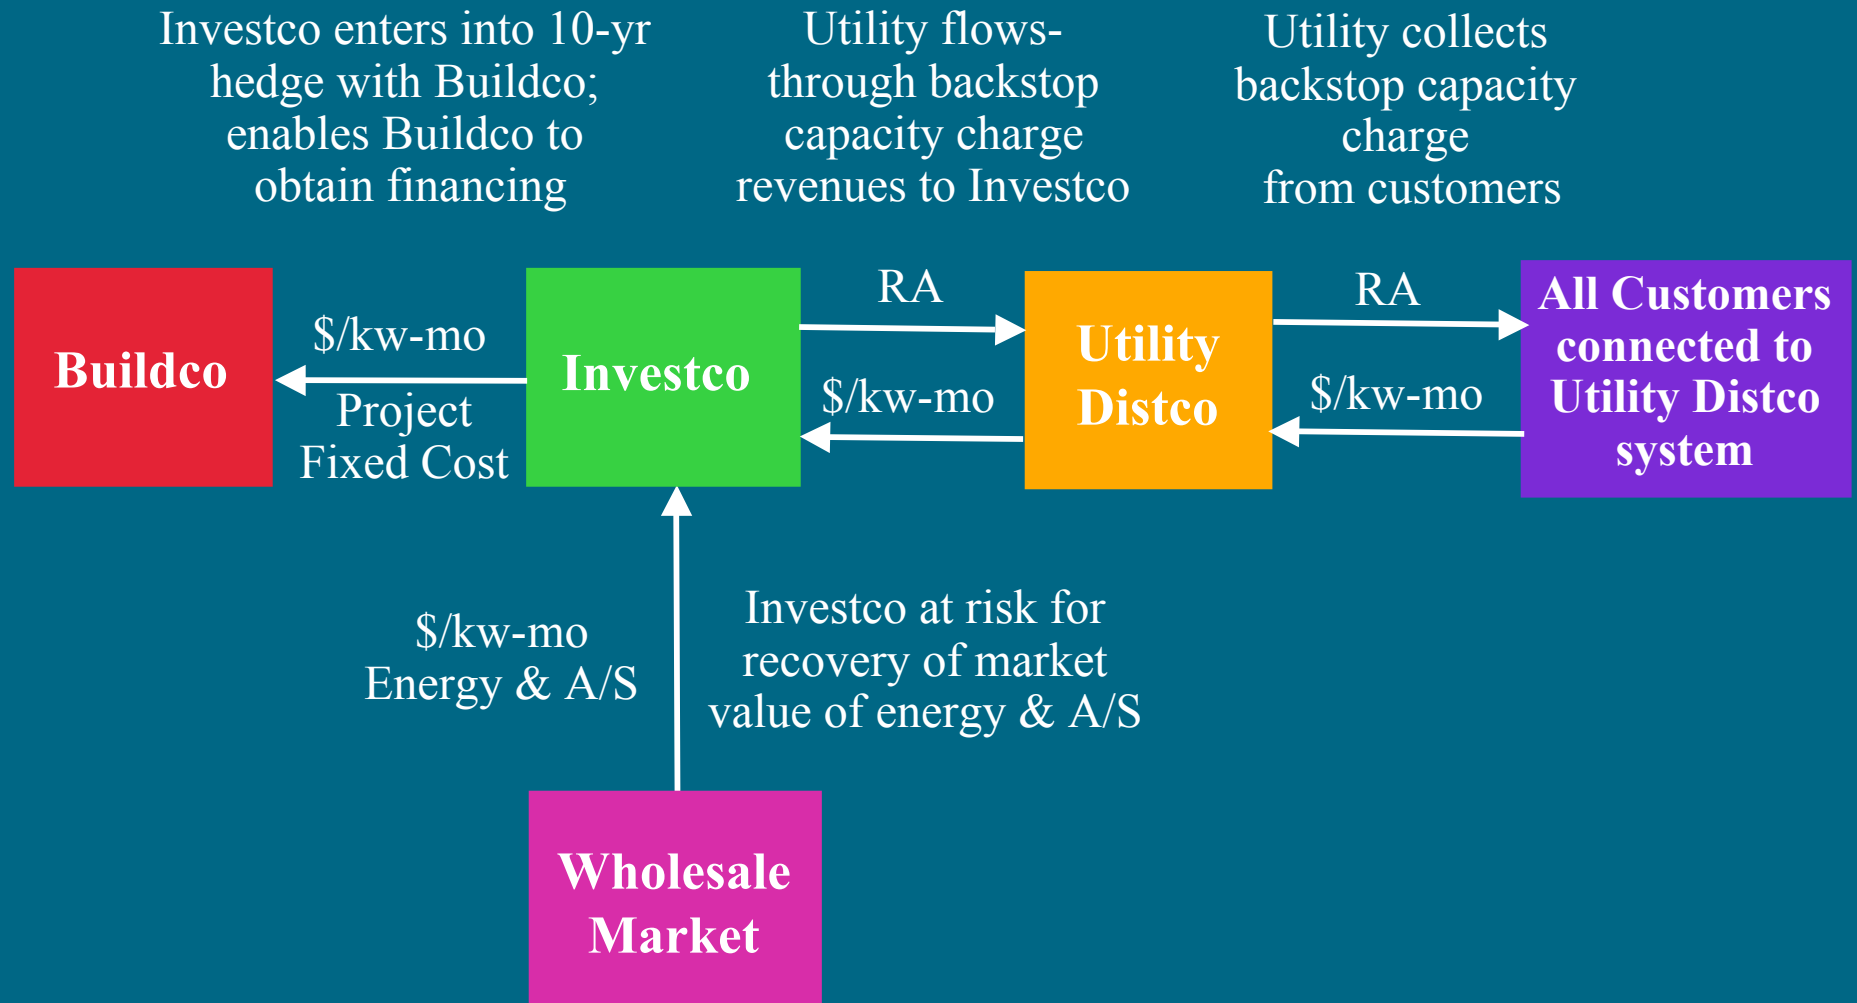 Investco enters into 10-yr
hedge with Buildco;
enables Buildco to
obtain financing
Utility flows-
through backstop
capacity charge
revenues to Investco
Utility collects
backstop capacity
charge
from customers
Buildco
$/kw-mo
Project
Fixed Cost
Investco
RA
$/kw-mo
Utility
Distco
RA
$/kw-mo
All Customers
connected to
Utility Distco
system
$/kw-mo
Energy & A/S
Investco at risk for
recovery of market
value of energy & A/S
Wholesale
Market